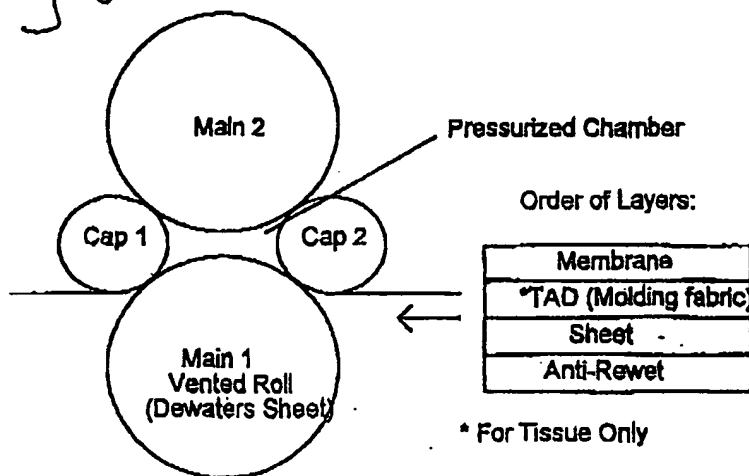 Main 2
Pressurized Chamber
Order of Layers:
Cap 1
Cap 2
Membrane
*TAD (Molding fabric)
Sheet
Anti-Rewet
Main 1
Vented Roll
(Dewaters Sheet)
* For Tissue Only